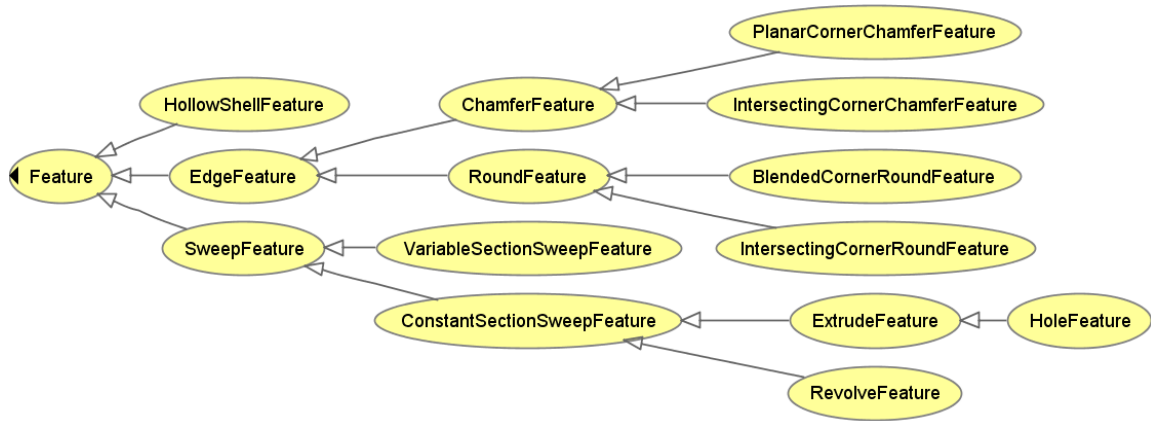 PlanarCornerChamferFeature
HollowShellFeature
ChamferFeature
IntersectingCornerChamferFeature
Feature
EdgeFeature
RoundFeature
BlendedCornerRoundFeature
SweepFeature
VariableSectionSweepFeature
IntersectingCornerRoundFeature
ConstantSectionSweepFeature
ExtrudeFeature
HoleFeature
RevolveFeature